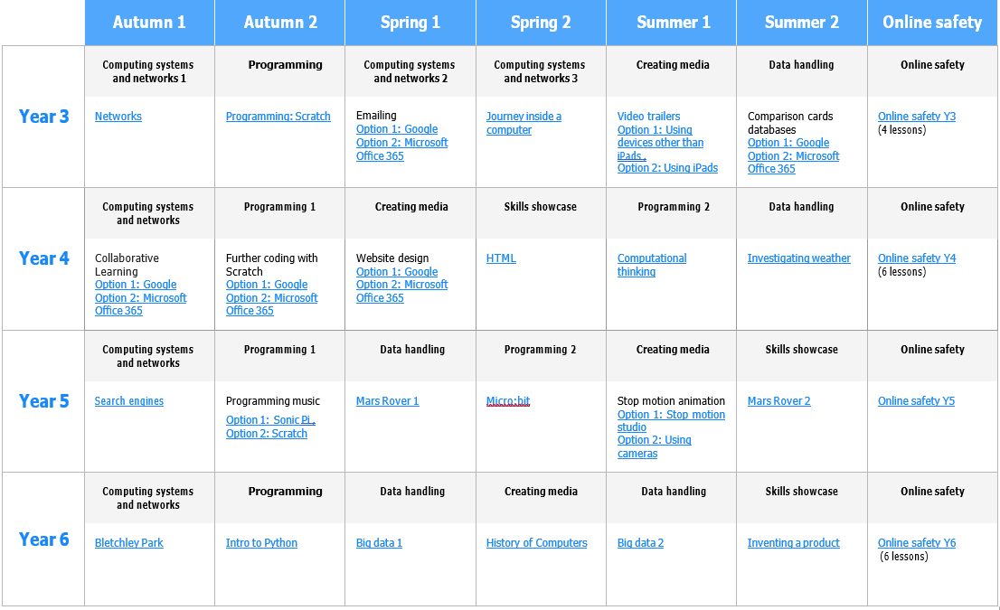 Autumn 1
Autumn 2
Spring 1
Spring 2
Summer 1
Summer 2
Online safety
Year 3
Computing systems
and networks 1
Networks
Programming
Programming: Scratch
Computing systems
and networks 2
Emailing
Option 1: Google
Option 2: Microsoft
Office 365
Computing systems
and networks 3
Journey inside a
computer
Creating media
Video trailers
Option 1: Using
devices other than
iPads ,
Option 2: Using iPads
Data handling
Comparison cards
databases
Option 1: Google
Option 2: Microsoft
Office 365
Online safety
Online safety Y3
(4 lessons)
Year 4
Computing systems
and networks
Collaborative
Learning
Option 1: Google
Option 2: Microsoft
Office 365
Programming 1
Further coding with
Scratch
Option 1: Google
Option 2: Microsoft
Office 365
Creating media
Website design
Option 1: Google
Option 2: Microsoft
Office 365
Skills showcase
HTML
Programming 2
Computational
thinking
Data handling
Investigating weather
Online safety
Online safety Y4
(6 lessons)
Year 5
Computing systems
and networks
Search engines
Programming 1
Programming music
Option 1: Sonic Pi ,
Option 2: Scratch
Data handling
Mars Rover 1
Programming 2
Micro:bit
Creating media
Stop motion animation
Option 1: Stop motion
studio
Option 2: Using
cameras
Skills showcase
Mars Rover 2
Online safety
Online safety Y5
Year 6
Computing systems
and networks
Bletchley Park
Programming
Intro to Python
Data handling
Big data 1
Creating media
History of Computers
Data handling
Big data 2
Skills showcase
Inventing a product
Online safety
Online safety Y6
(6 lessons)